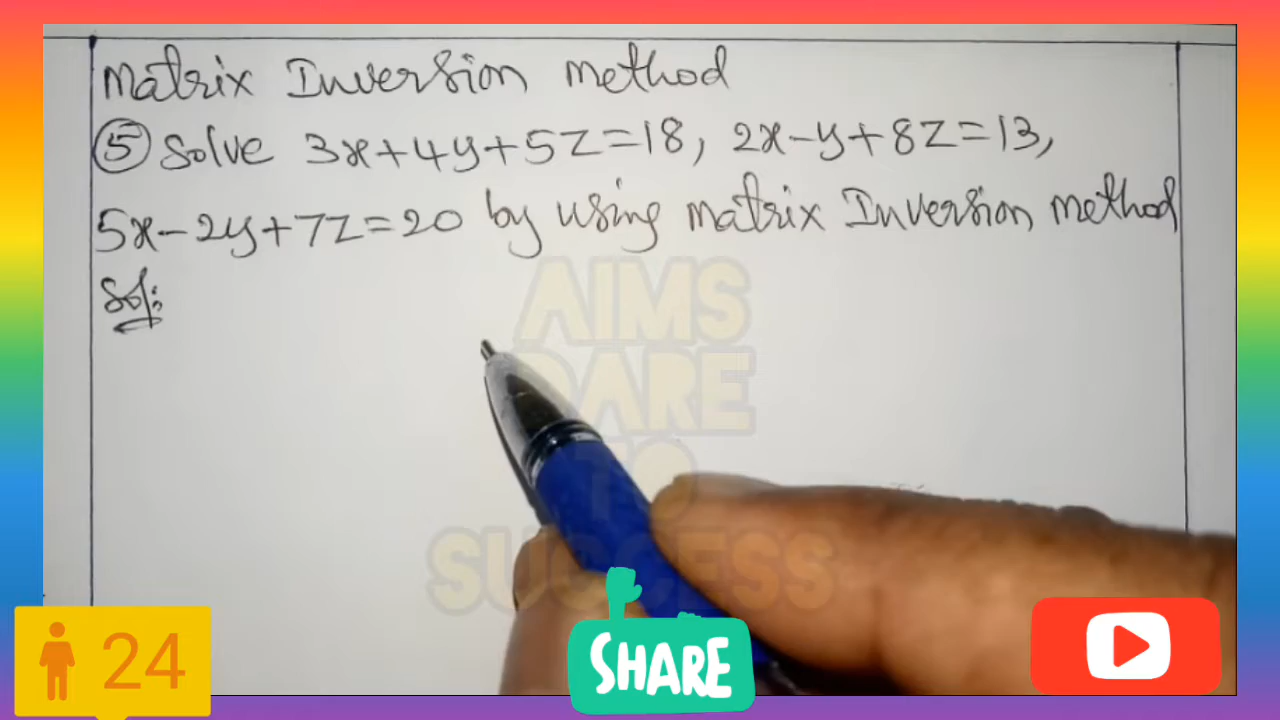 Matrix Inversion method
⑤ Solve 3x+4y+5z=18, 2x-y+8z=13,
5x-2y+7z=20 by using matrix Inversion method
Sol:
AIMS
DARE
TO
SUCCESS
24
SHARE